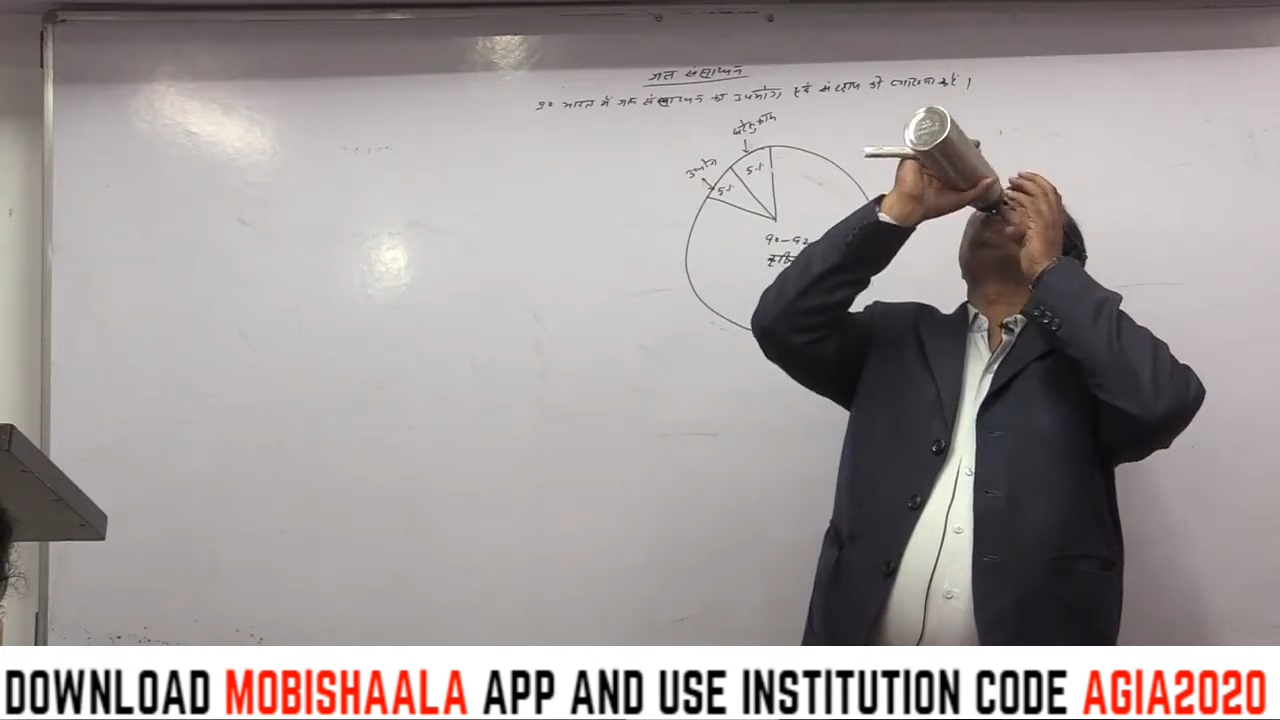 जल संसाधन
प्र० भारत में जल संसाधन का उपयोग एवं संरक्षण की व्याख्या करें।
घरेलू काम
उद्योग
5%
5%
90-92
कृषि
DOWNLOAD MOBISHAALA APP AND USE INSTITUTION CODE AGIA2020